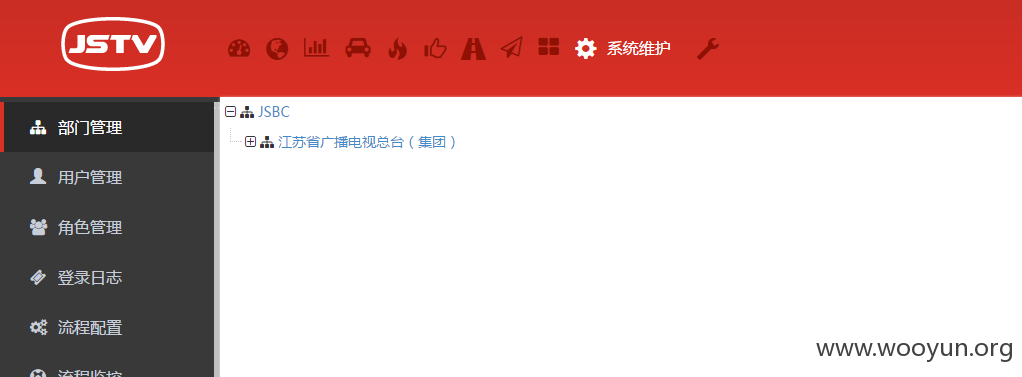 JSTV
系统维护
部门管理
JSBC
江苏省广播电视总台（集团）
用户管理
角色管理
登录日志
流程配置
流程监控
www.wooyun.org